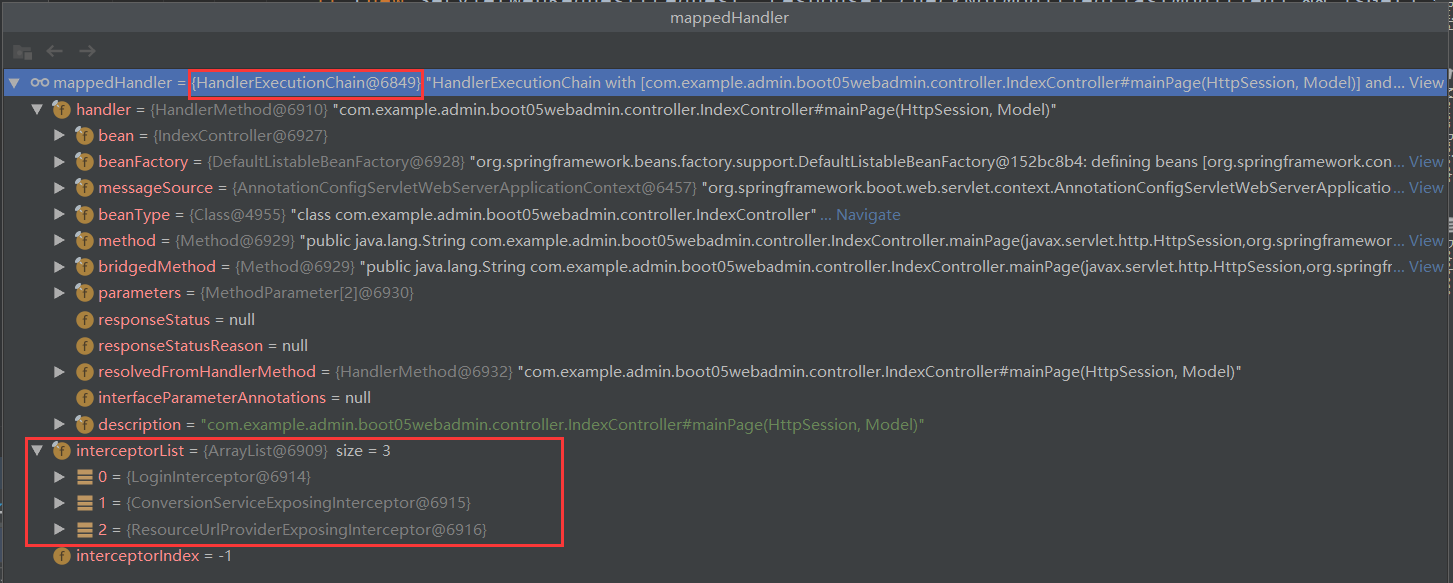 mappedHandler
mappedHandler = {HandlerExecutionChain@6849} "HandlerExecutionChain with [com.example.admin.boot05webadmin.controller.IndexController#mainPage(HttpSession, Model)] and... View
handler = {HandlerMethod@6910} "com.example.admin.boot05webadmin.controller.IndexController#mainPage(HttpSession, Model)"
bean = {IndexController@6927}
beanFactory = {DefaultListableBeanFactory@6928} "org.springframework.beans.factory.support.DefaultListableBeanFactory@152bc8b4: defining beans [org.springframework.con... View
messageSource = {AnnotationConfigServletWebServerApplicationContext@6457} "org.springframework.boot.web.servlet.context.AnnotationConfigServletWebServerApplicatio... View
beanType = {Class@4955} "class com.example.admin.boot05webadmin.controller.IndexController" ... Navigate
method = {Method@6929} "public java.lang.String com.example.admin.boot05webadmin.controller.IndexController.mainPage(javax.servlet.http.HttpSession,org.springframewor... View
bridgedMethod = {Method@6929} "public java.lang.String com.example.admin.boot05webadmin.controller.IndexController.mainPage(javax.servlet.http.HttpSession,org.springfr... View
parameters = {MethodParameter[2]@6930}
responseStatus = null
responseStatusReason = null
resolvedFromHandlerMethod = {HandlerMethod@6932} "com.example.admin.boot05webadmin.controller.IndexController#mainPage(HttpSession, Model)"
interfaceParameterAnnotations = null
description = "com.example.admin.boot05webadmin.controller.IndexController#mainPage(HttpSession, Model)"
interceptorList = {ArrayList@6909} size = 3
0 = {LoginInterceptor@6914}
1 = {ConversionServiceExposingInterceptor@6915}
2 = {ResourceUrlProviderExposingInterceptor@6916}
interceptorIndex = -1